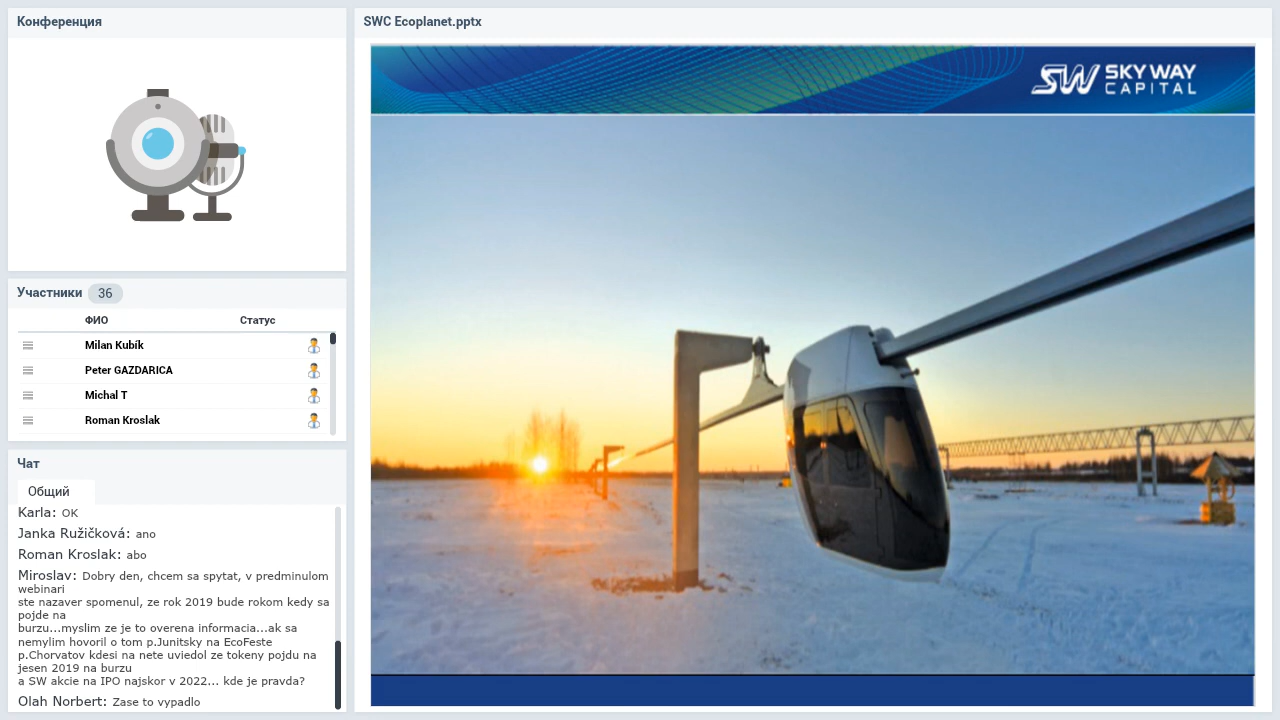 Конференция
SWC Ecoplanet.pptx
SW SKY WAY
CAPITAL
Участники 36
ФИО Статус
Milan Kubík
Peter GAZDARICA
Michal T
Roman Kroslak
Чат
Общий
Karla: OK
Janka Ružičková: ano
Roman Kroslak: abo
Miroslav: Dobry den, chcem sa spytat, v predminulom
webinari
ste nazaver spomenul, ze rok 2019 bude rokom kedy sa
pojde na
burzu...myslim ze je to overena informacia...ak sa
nemylim hovoril o tom p.Junitsky na EcoFeste
p.Chorvatov kdesi na nete uviedol ze tokeny pojdu na
jesen 2019 na burzu
a SW akcie na IPO najskor v 2022... kde je pravda?
Olah Norbert: Zase to vypadlo